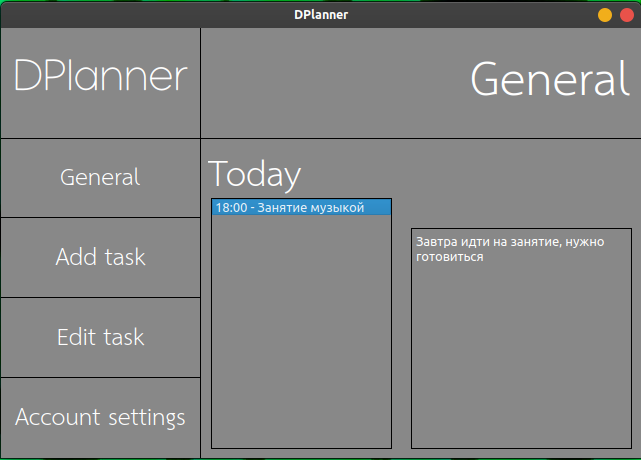 DPlanner
DPlanner
General
General
Add task
Edit task
Account settings
Today
18:00 - Занятие музыкой
Завтра идти на занятие, нужно
готовиться